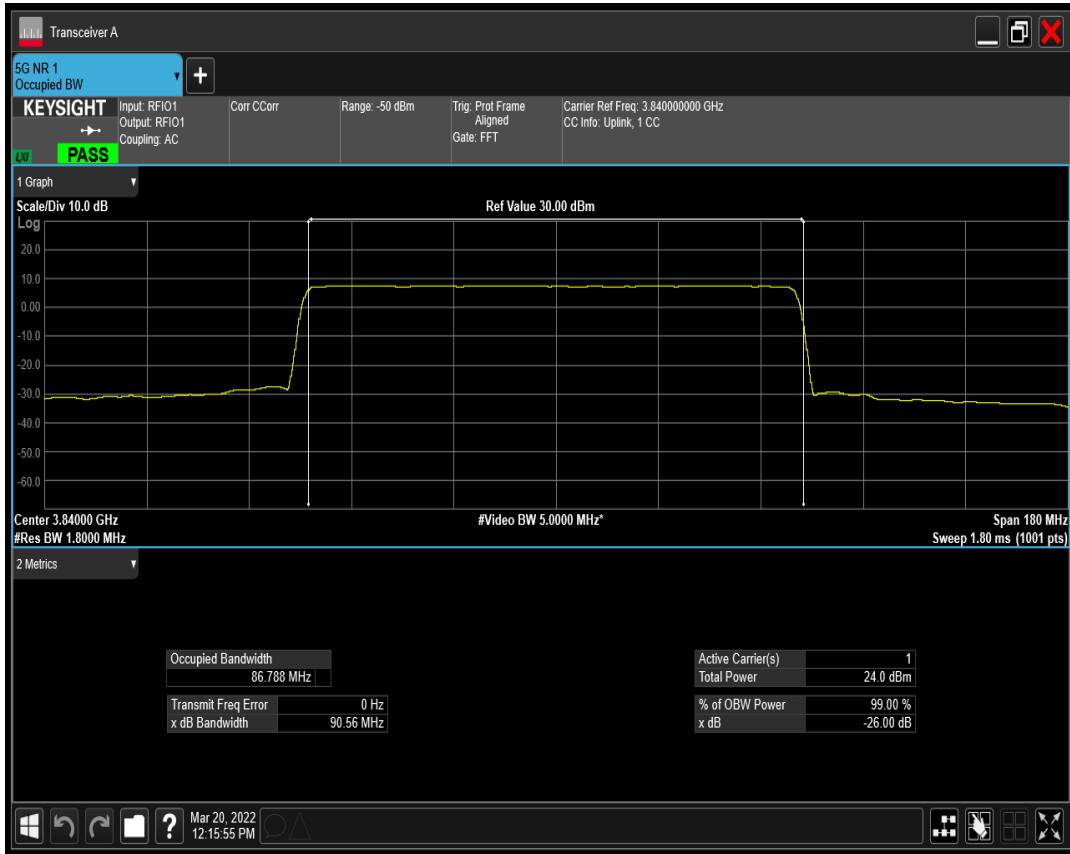 Transceiver A
5G NR 1
Occupied BW
+
KEYSIGHT
LXI
PASS
Input: RFIO1
Output: RFIO1
Coupling: AC
Corr CCorr
Range: -50 dBm
Trig: Prot Frame
Aligned
Gate: FFT
Carrier Ref Freq: 3.840000000 GHz
CC Info: Uplink, 1 CC
1 Graph
Scale/Div 10.0 dB
Ref Value 30.00 dBm
Log
20.0
10.0
0.00
-10.0
-20.0
-30.0
-40.0
-50.0
-60.0
Center 3.84000 GHz
#Video BW 5.0000 MHz*
Span 180 MHz
#Res BW 1.8000 MHz
Sweep 1.80 ms (1001 pts)
2 Metrics
Occupied Bandwidth
86.788 MHz
Transmit Freq Error 0 Hz
x dB Bandwidth 90.56 MHz
Active Carrier(s) 1
Total Power 24.0 dBm
% of OBW Power 99.00 %
x dB -26.00 dB
?
Mar 20, 2022
12:15:55 PM